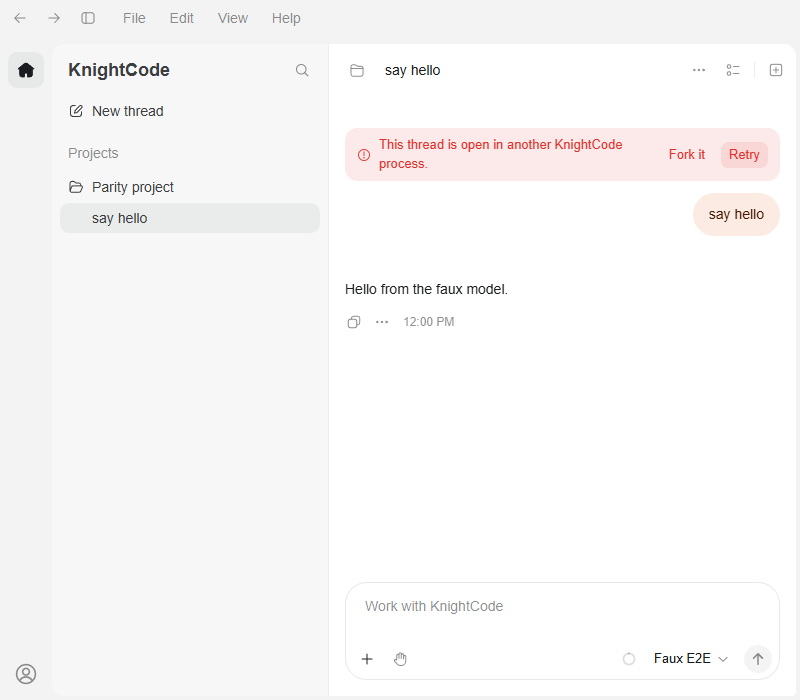 File Edit View Help
KnightCode
New thread
Projects
Parity project
say hello
say hello
This thread is open in another KnightCode
process.
Fork it
Retry
say hello
Hello from the faux model.
12:00 PM
Work with KnightCode
Faux E2E